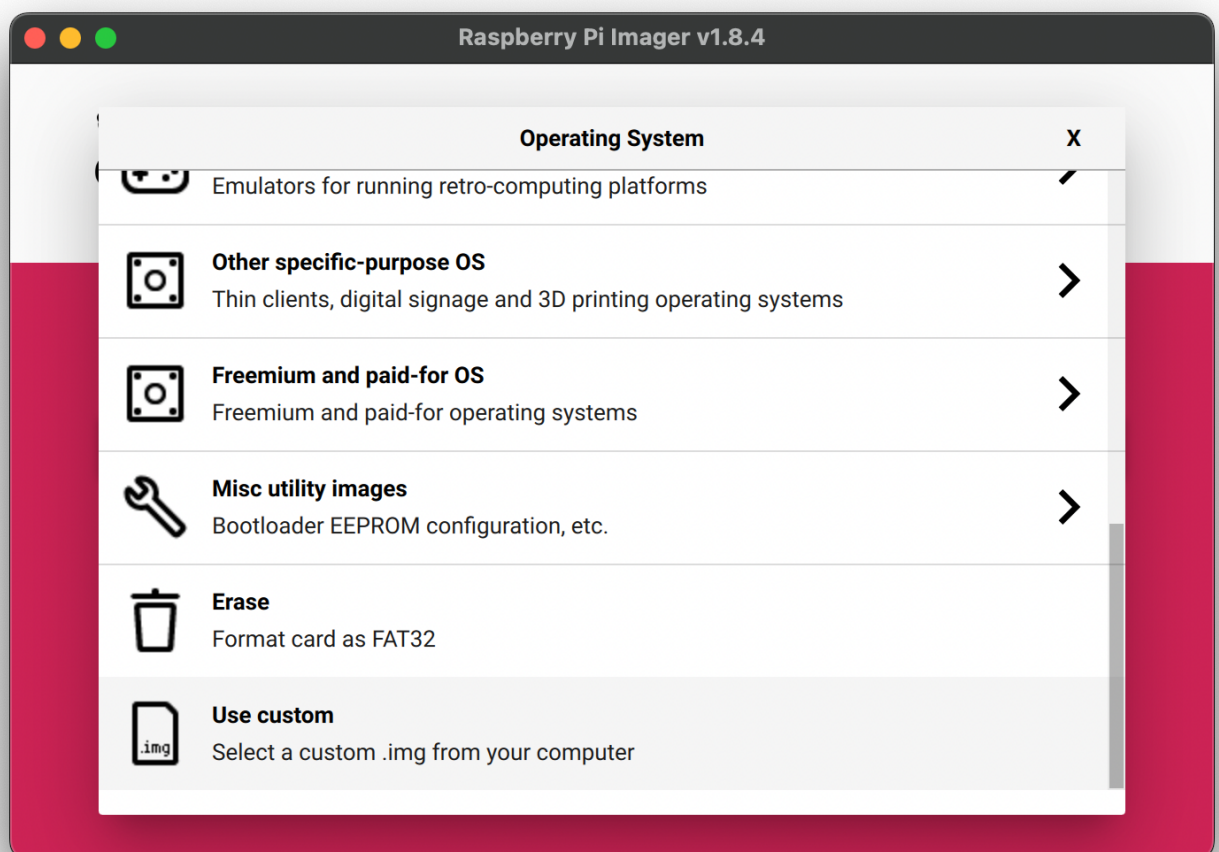 Raspberry Pi Imager v1.8.4
Operating System
X
Emulators for running retro-computing platforms
Other specific-purpose OS
Thin clients, digital signage and 3D printing operating systems
Freemium and paid-for OS
Freemium and paid-for operating systems
Misc utility images
Bootloader EEPROM configuration, etc.
Erase
Format card as FAT32
Use custom
.img
Select a custom .img from your computer